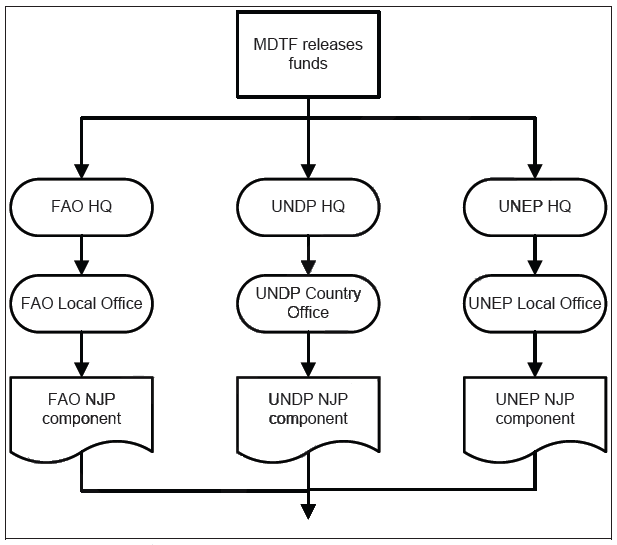 MDTF releases
funds
FAO HQ
UNDP HQ
UNEP HQ
FAO Local Office
UNDP Country
Office
UNEP Local Office
FAO NJP
component
UNDP NJP
component
UNEP NJP
component